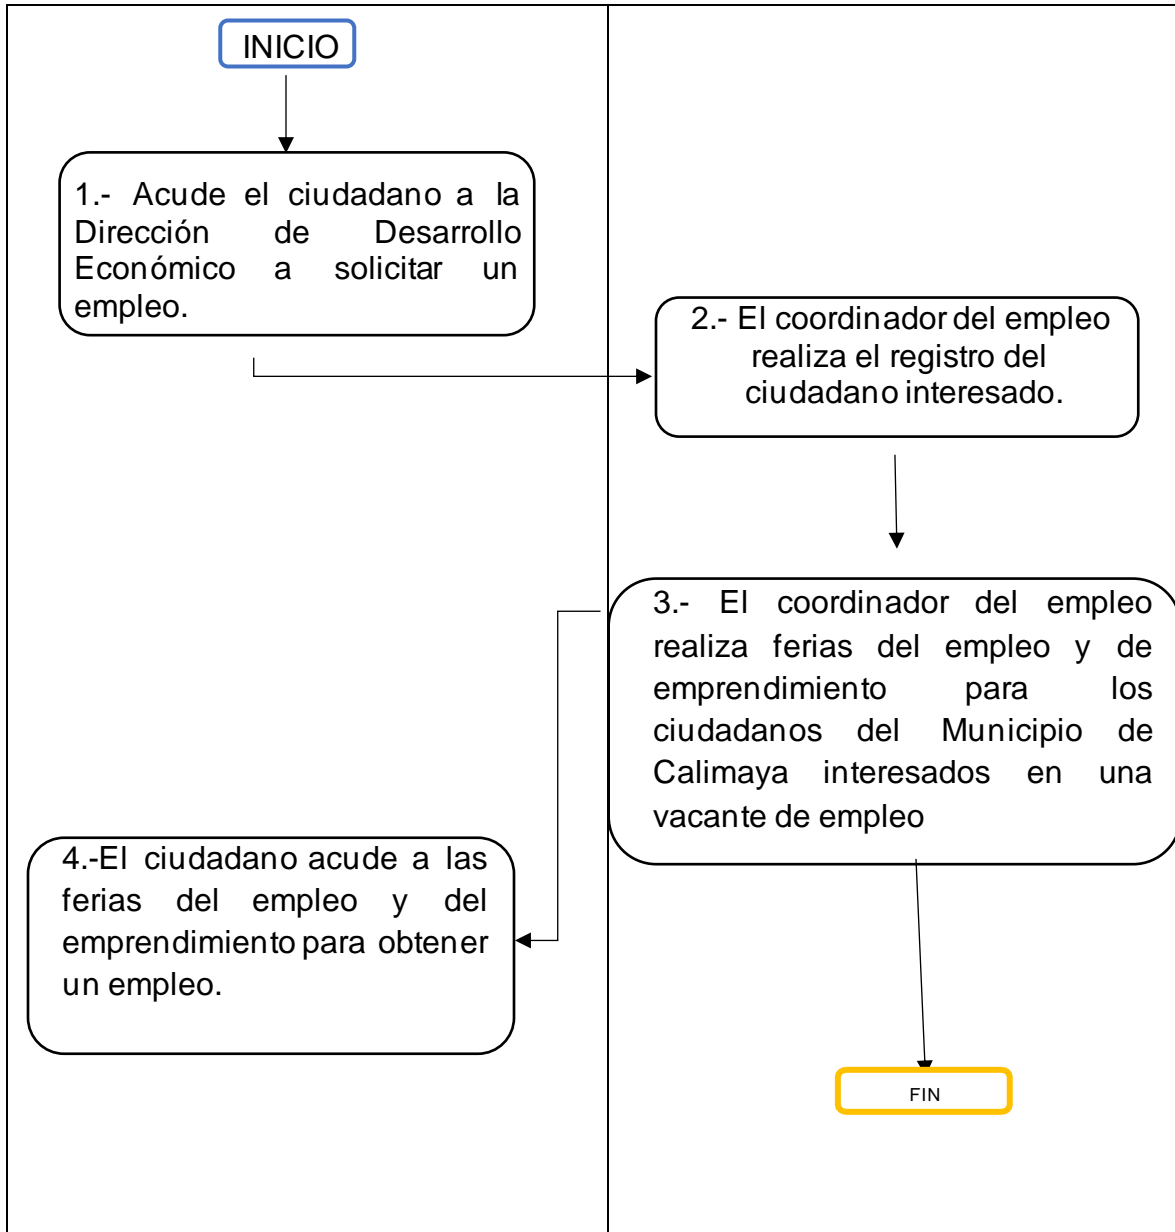 INICIO
1.- Acude el ciudadano a la
Dirección de Desarrollo
Económico a solicitar un
empleo.
2.- El coordinador del empleo
realiza el registro del
ciudadano interesado.
3.- El coordinador del empleo
realiza ferias del empleo y de
emprendimiento para los
ciudadanos del Municipio de
Calimaya interesados en una
vacante de empleo
4.-El ciudadano acude a las
ferias del empleo y del
emprendimiento para obtener
un empleo.
FIN